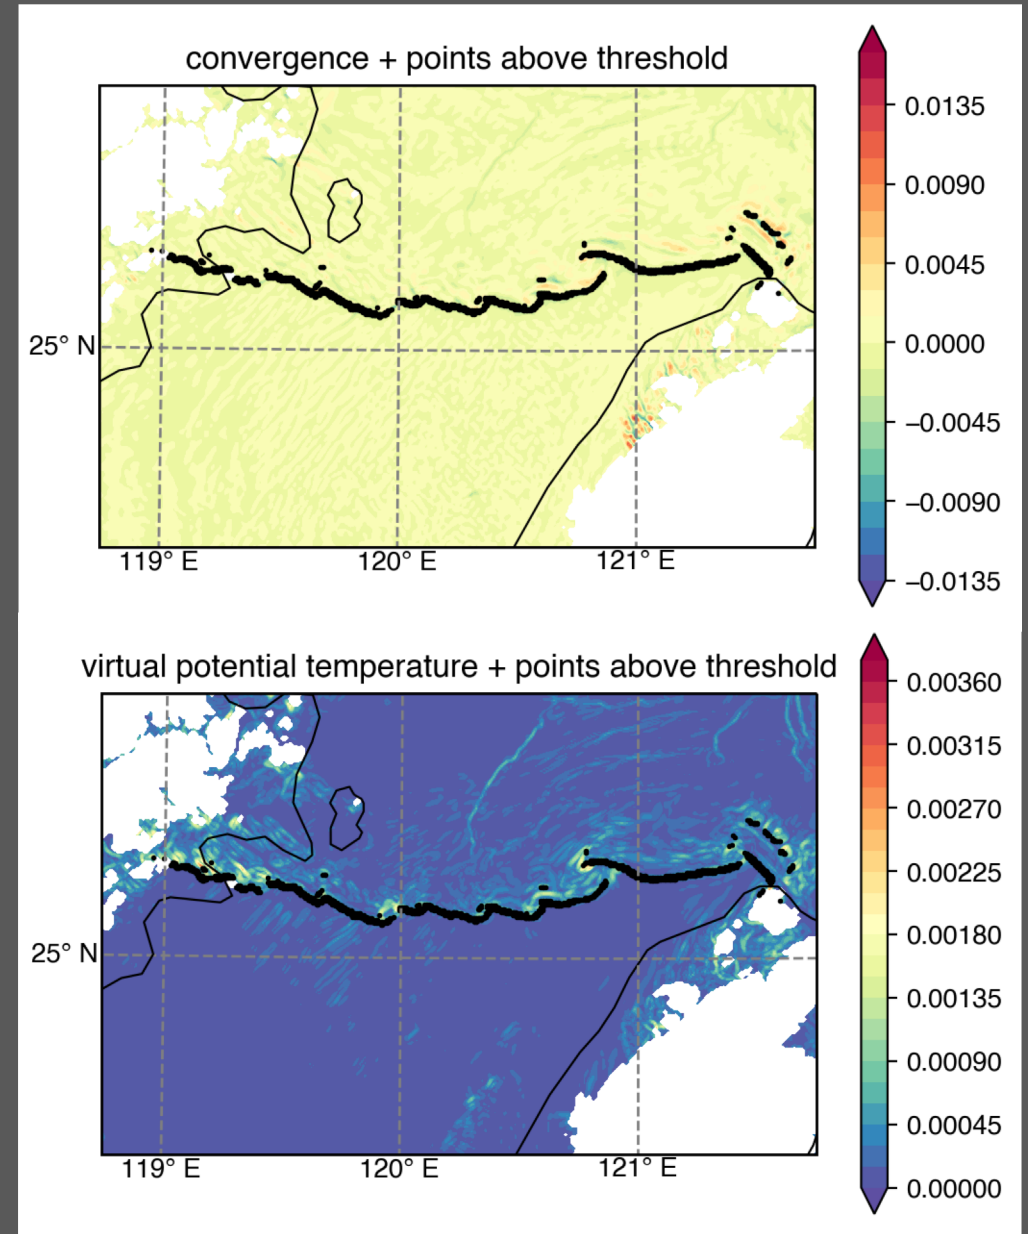 convergence + points above threshold
0.0135
0.0090
0.0045
0.0000
−0.0045
−0.0090
−0.0135
25° N
119° E 120° E 121° E
virtual potential temperature + points above threshold
0.00360
0.00315
0.00270
0.00225
0.00180
0.00135
0.00090
0.00045
0.00000
25° N
119° E 120° E 121° E